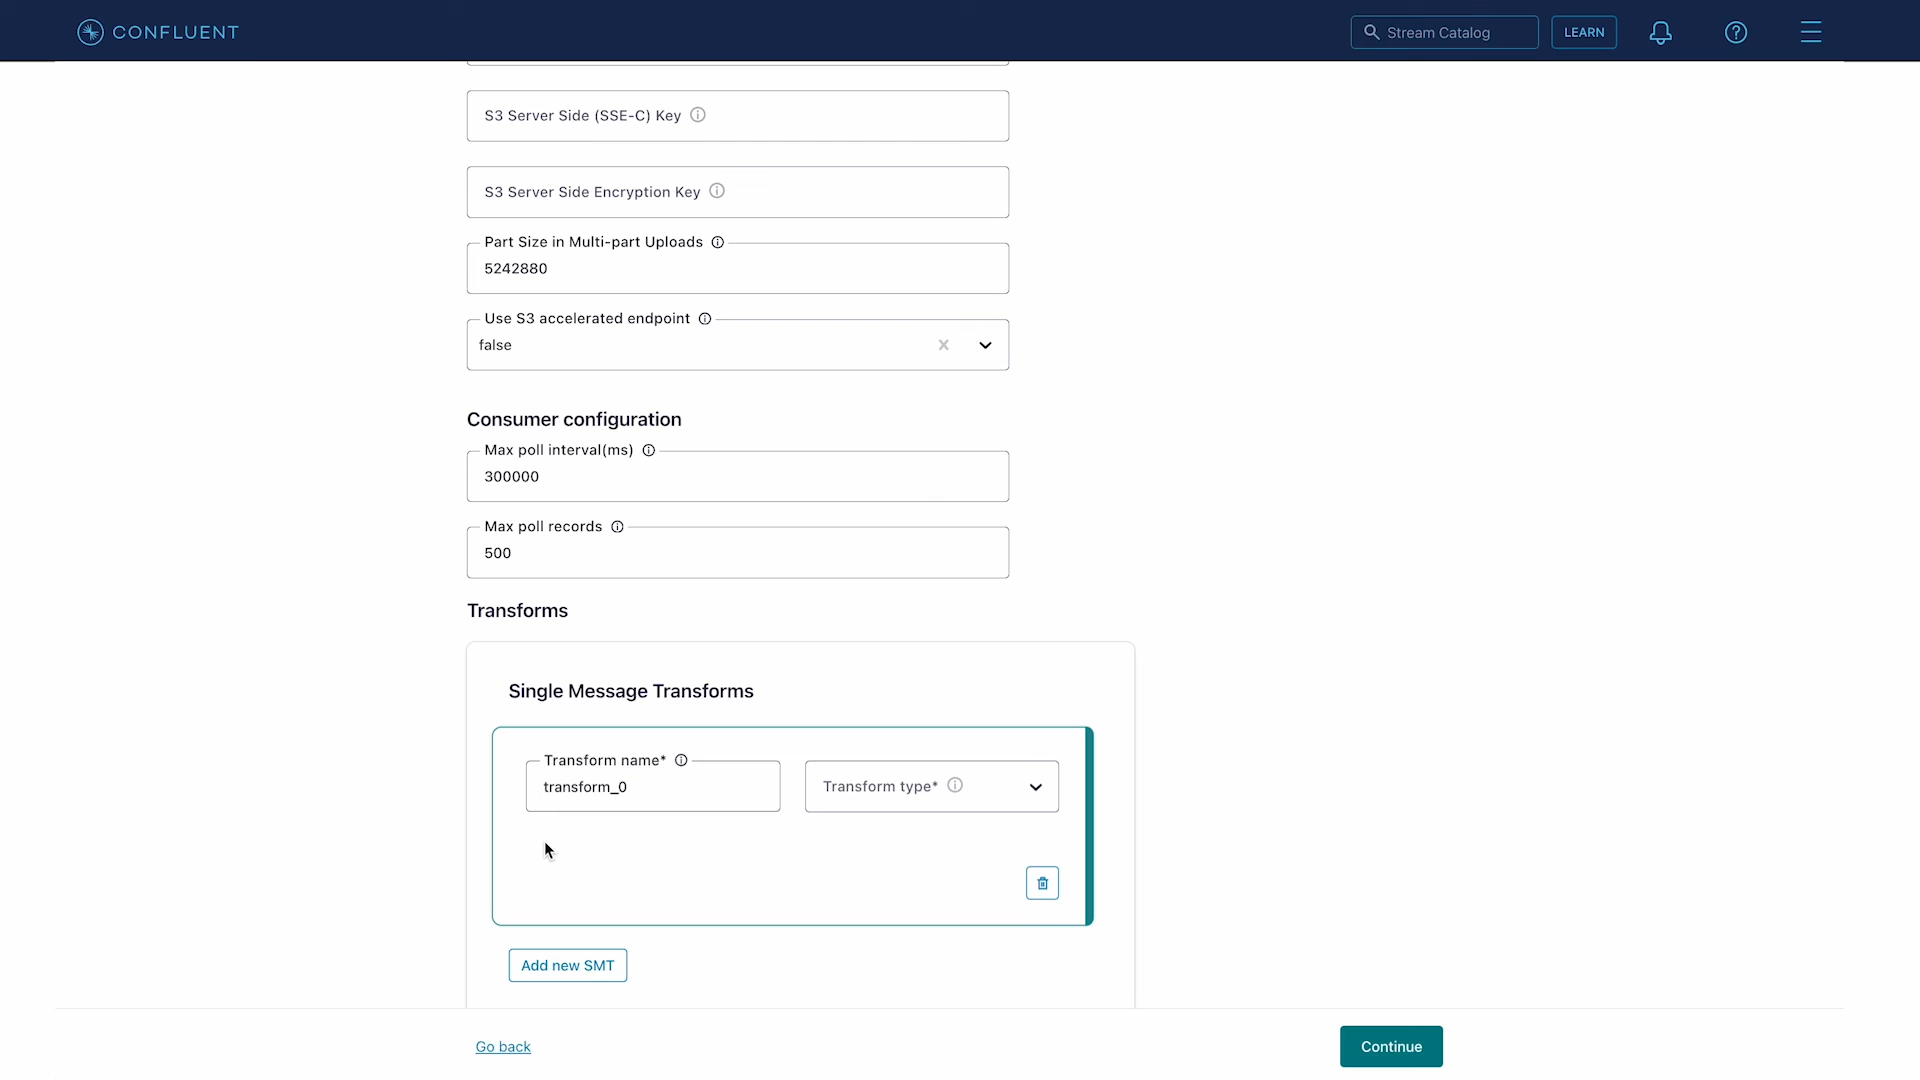 CONFLUENT
Stream Catalog
LEARN
S3 Server Side (SSE-C) Key
S3 Server Side Encryption Key
Part Size in Multi-part Uploads
5242880
Use S3 accelerated endpoint
false
Consumer configuration
Max poll interval(ms)
300000
Max poll records
500
Transforms
Single Message Transforms
Transform name*
transform_0
Transform type*
Add new SMT
Go back
Continue